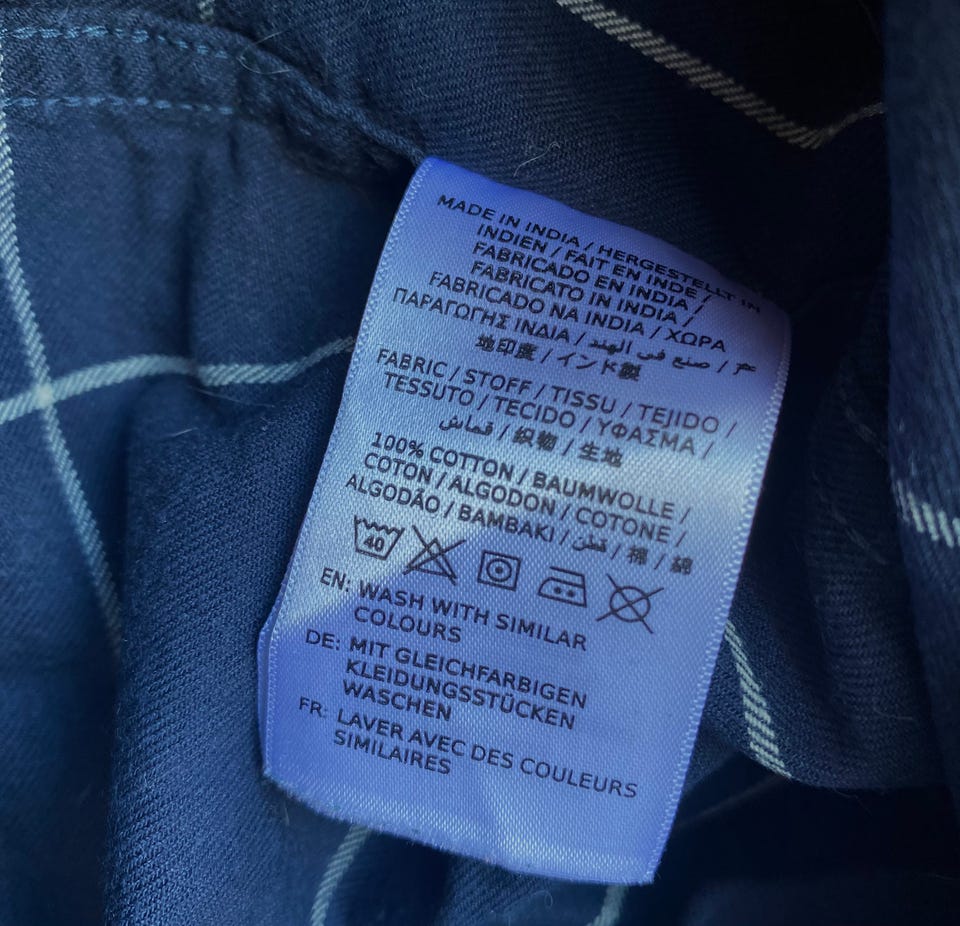 MADE IN INDIA / HERGESTELLT IN
INDIEN / FAIT EN INDE /
FABRICADO EN INDIA /
FABRICATO IN INDIA /
FABRICADO NA INDIA / ΧΩΡΑ
ΠΑΡΑΓΩΓΗΣ ΙΝΔΙΑ / صنع في الهند /
地印度 / インド製
FABRIC / STOFF / TISSU / TEJIDO /
TESSUTO / TECIDO / ΥΦΑΣΜΑ /
قماش / 织物 / 生地
100% COTTON / BAUMWOLLE /
COTON / ALGODON / COTONE /
ALGODÃO / BAMBAKI / قطن / 棉 / 綿
40
EN: WASH WITH SIMILAR
COLOURS
DE: MIT GLEICHFARBIGEN
KLEIDUNGSSTÜCKEN
WASCHEN
FR: LAVER AVEC DES COULEURS
SIMILAIRES